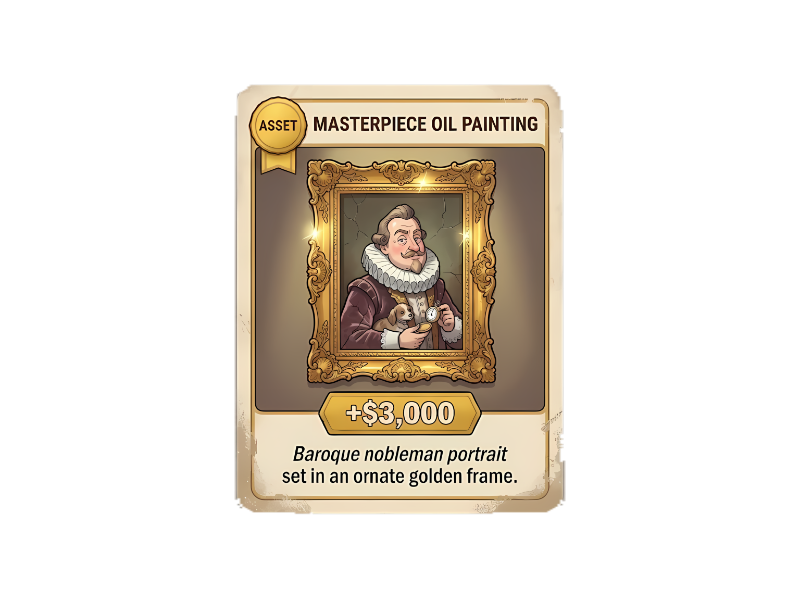 ASSET
MASTERPIECE OIL PAINTING
+$3,000
Baroque nobleman portrait
set in an ornate golden frame.